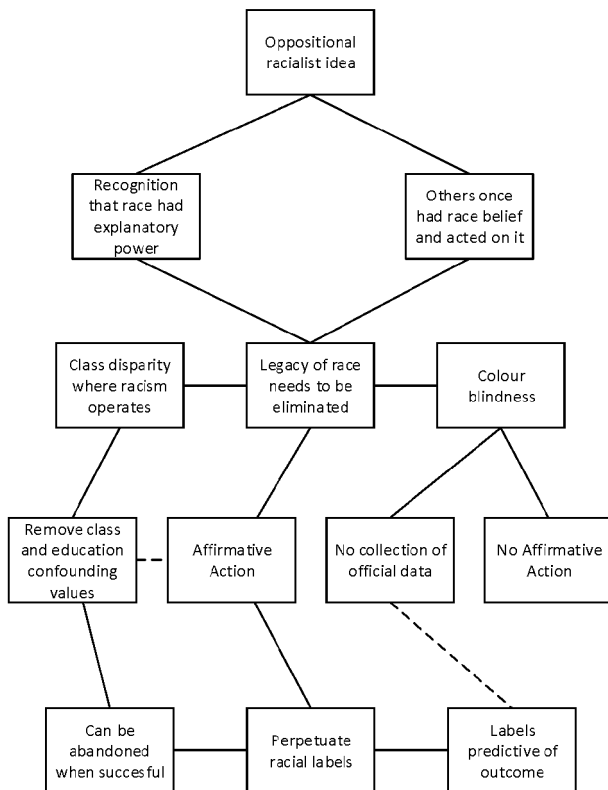 Oppositional
racialist idea
Recognition
that race had
explanatory
power
Others once
had race belief
and acted on it
Class disparity
where racism
operates
Legacy of race
needs to be
eliminated
Colour
blindness
Remove class
and education
confounding
values
Affirmative
Action
No collection of
official data
No Affirmative
Action
Can be
abandoned
when succesful
Perpetuate
racial labels
Labels
predictive of
outcome